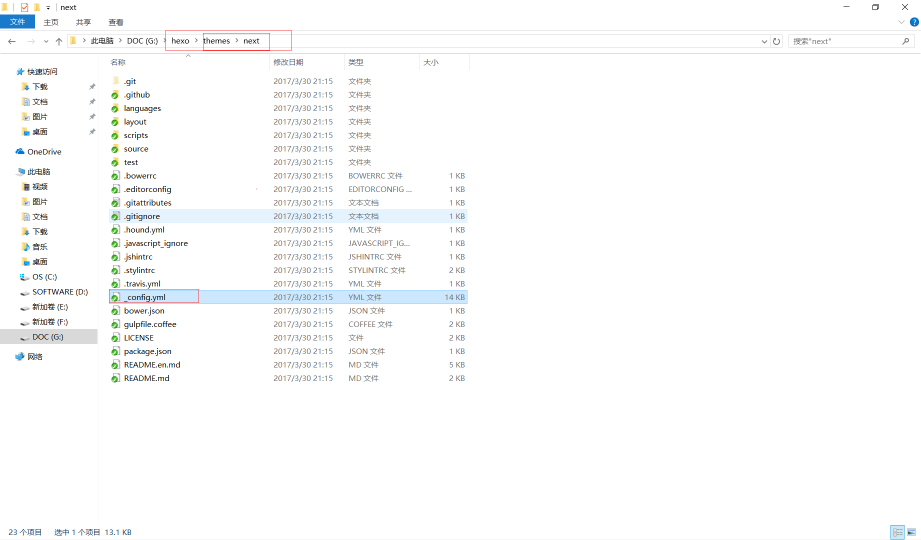 next
文件 主页 共享 查看
此电脑 DOC (G:) hexo themes next 搜索"next"
名称 修改日期 类型 大小
快速访问
下载
文档
图片
桌面
OneDrive
此电脑
视频
图片
文档
下载
音乐
桌面
OS (C:)
SOFTWARE (D:)
新加卷 (E:)
新加卷 (F:)
DOC (G:)
网络
.git 2017/3/30 21:15 文件夹
.github 2017/3/30 21:15 文件夹
languages 2017/3/30 21:15 文件夹
layout 2017/3/30 21:15 文件夹
scripts 2017/3/30 21:15 文件夹
source 2017/3/30 21:15 文件夹
test 2017/3/30 21:15 文件夹
.bowerrc 2017/3/30 21:15 BOWERRC 文件 1 KB
.editorconfig 2017/3/30 21:15 EDITORCONFIG ... 1 KB
.gitattributes 2017/3/30 21:15 文本文档 1 KB
.gitignore 2017/3/30 21:15 文本文档 1 KB
.hound.yml 2017/3/30 21:15 YML 文件 1 KB
.javascript_ignore 2017/3/30 21:15 JAVASCRIPT_IG... 1 KB
.jshintrc 2017/3/30 21:15 JSHINTRC 文件 1 KB
.stylintrc 2017/3/30 21:15 STYLINTRC 文件 2 KB
.travis.yml 2017/3/30 21:15 YML 文件 1 KB
_config.yml 2017/3/30 21:15 YML 文件 14 KB
bower.json 2017/3/30 21:15 JSON 文件 1 KB
gulpfile.coffee 2017/3/30 21:15 COFFEE 文件 2 KB
LICENSE 2017/3/30 21:15 文件 2 KB
package.json 2017/3/30 21:15 JSON 文件 1 KB
README.en.md 2017/3/30 21:15 MD 文件 5 KB
README.md 2017/3/30 21:15 MD 文件 2 KB
23 个项目 选中 1 个项目 13.1 KB